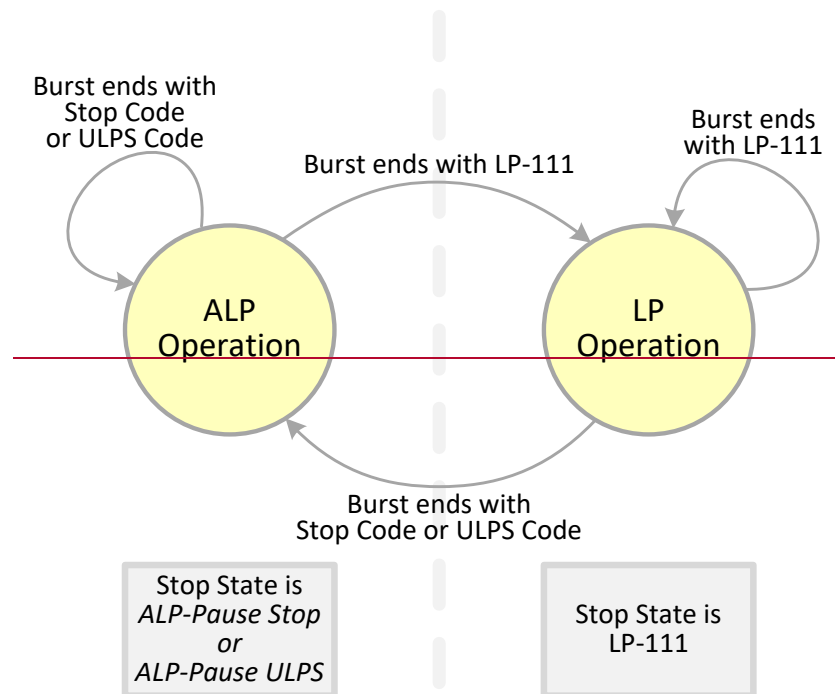 Burst ends with
Stop Code
or ULPS Code
Burst ends with LP-111
Burst ends
with LP-111
ALP
Operation
LP
Operation
Burst ends with
Stop Code or ULPS Code
Stop State is
ALP-Pause Stop
or
ALP-Pause ULPS
Stop State is
LP-111